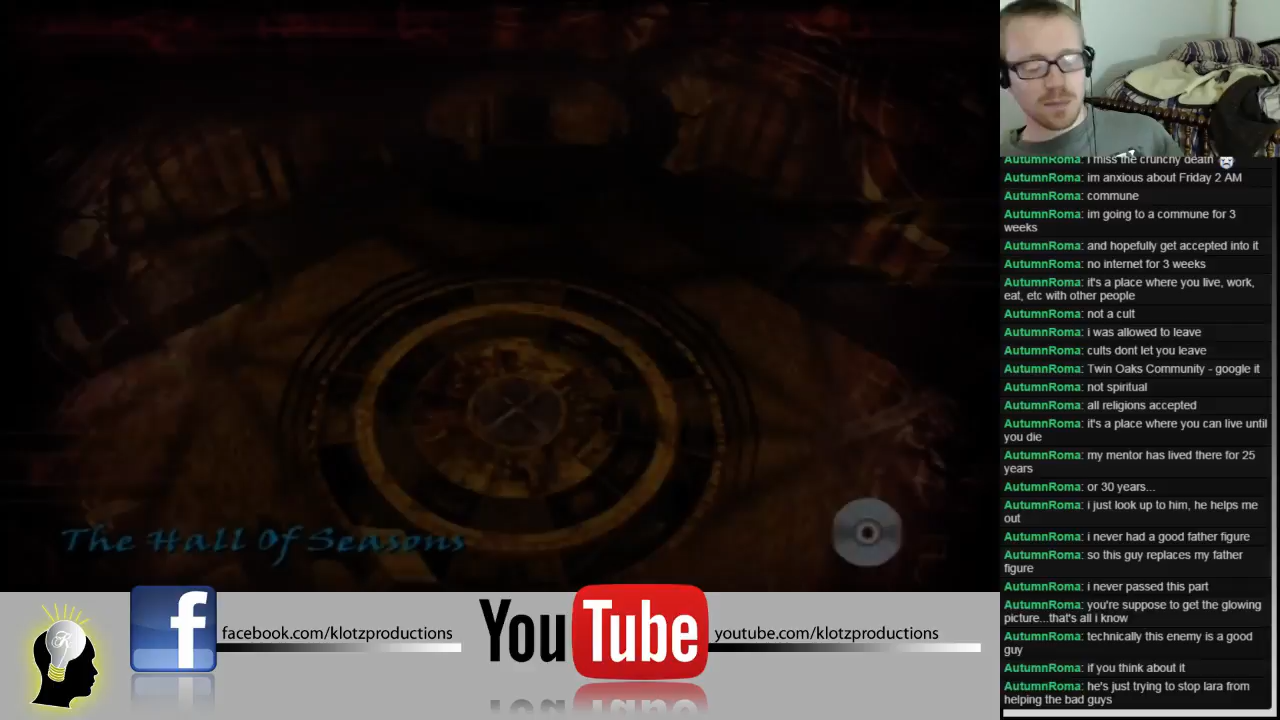 AutumnRoma: i miss the crunchy death
AutumnRoma: im anxious about Friday 2 AM
AutumnRoma: commune
AutumnRoma: im going to a commune for 3
weeks
AutumnRoma: and hopefully get accepted into it
AutumnRoma: no internet for 3 weeks
AutumnRoma: it's a place where you live, work,
eat, etc with other people
AutumnRoma: not a cult
AutumnRoma: i was allowed to leave
AutumnRoma: cults dont let you leave
AutumnRoma: Twin Oaks Community - google it
AutumnRoma: not spiritual
AutumnRoma: all religions accepted
AutumnRoma: it's a place where you can live until
you die
AutumnRoma: my mentor has lived there for 25
years
AutumnRoma: or 30 years...
AutumnRoma: i just look up to him, he helps me
out
AutumnRoma: i never had a good father figure
AutumnRoma: so this guy replaces my father
figure
AutumnRoma: i never passed this part
AutumnRoma: you're suppose to get the glowing
picture...that's all i know
AutumnRoma: technically this enemy is a good
guy
AutumnRoma: if you think about it
AutumnRoma: he's just trying to stop lara from
helping the bad guys
The Hall Of Seasons
f
facebook.com/klotzproductions
YouTube
youtube.com/klotzproductions